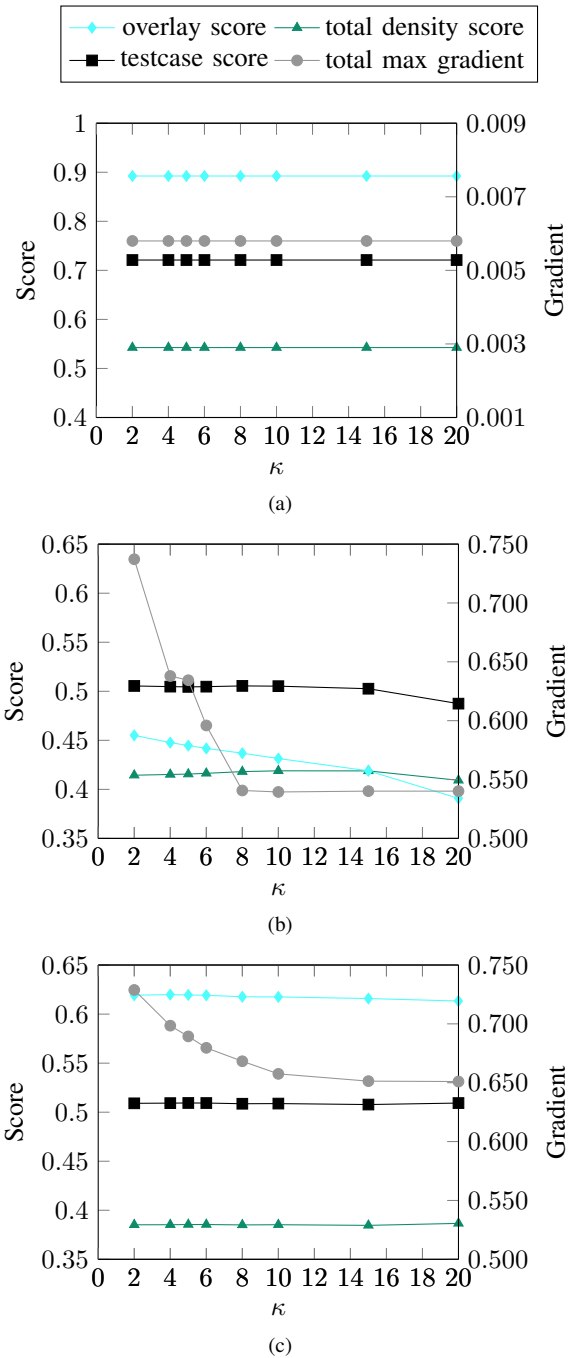 overlay score total density score
testcase score total max gradient
1 0.009
0.9
0.007
0.8
0.7 0.005
0.6
0.003
0.5
0.4 0.001
Score
Gradient
0 2 4 6 8 10 12 14 16 18 20
κ
(a)
0.65 0.750
0.6 0.700
0.55
0.650
0.5
0.600
0.45
0.4 0.550
0.35 0.500
Score
Gradient
0 2 4 6 8 10 12 14 16 18 20
κ
(b)
0.65 0.750
0.6 0.700
0.55
0.650
0.5
0.600
0.45
0.4 0.550
0.35 0.500
Score
Gradient
0 2 4 6 8 10 12 14 16 18 20
κ
(c)